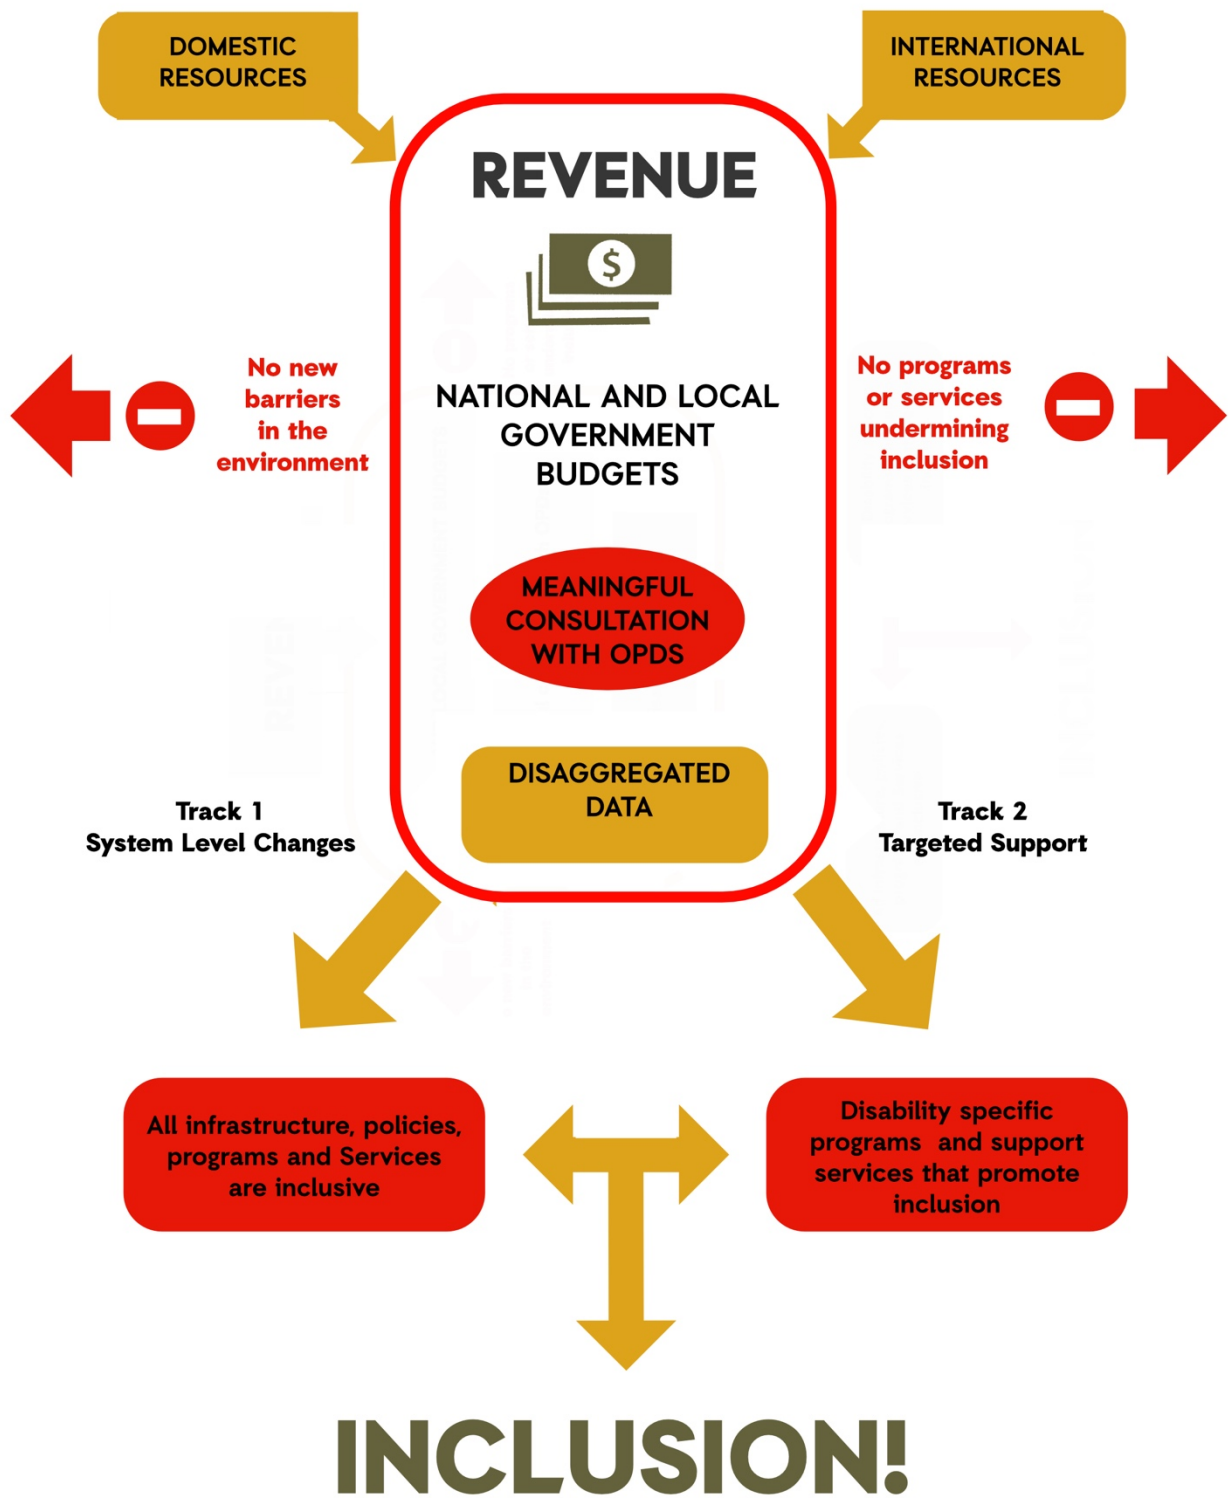 DOMESTIC
RESOURCES
INTERNATIONAL
RESOURCES
REVENUE
$
No new
barriers
in the
environment
NATIONAL AND LOCAL
GOVERNMENT
BUDGETS
No programs
or services
undermining
inclusion
MEANINGFUL
CONSULTATION
WITH OPDS
DISAGGREGATED
DATA
Track 1
System Level Changes
Track 2
Targeted Support
All infrastructure, policies,
programs and Services
are inclusive
Disability specific
programs and support
services that promote
inclusion
INCLUSION!